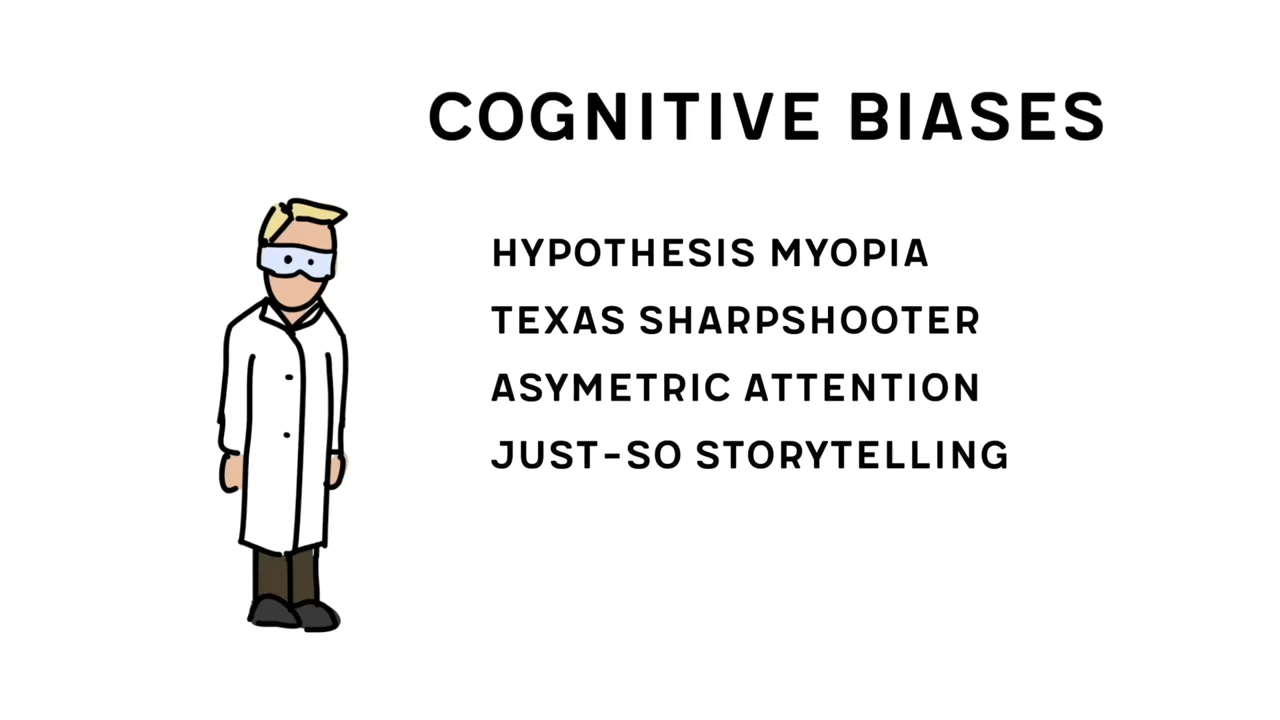 COGNITIVE BIASES
HYPOTHESIS MYOPIA
TEXAS SHARPSHOOTER
ASYMETRIC ATTENTION
JUST-SO STORYTELLING